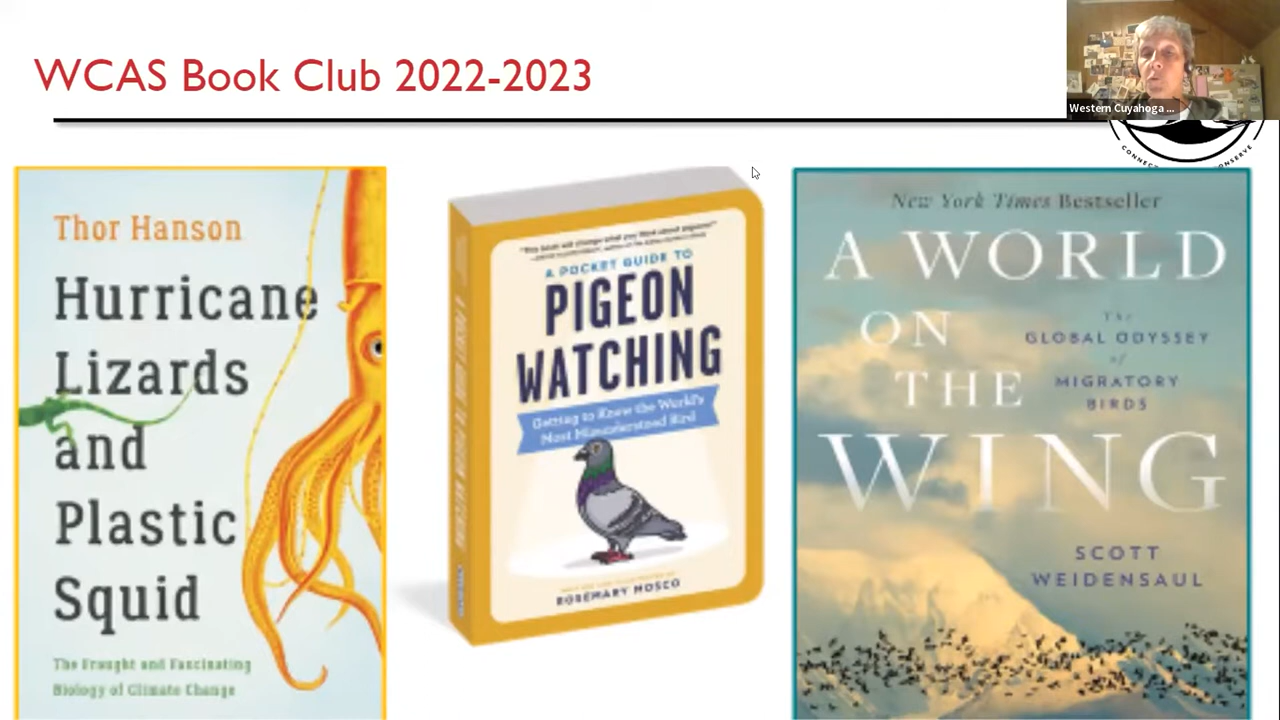 WCAS Book Club 2022-2023
Western Cuyahoga ...
Thor Hanson
Hurricane
Lizards
and
Plastic
Squid
The Fraught and Fascinating
Biology of Climate Change
A POCKET GUIDE TO
PIGEON
WATCHING
Getting to Know the World's
Most Misunderstood Bird
ROSEMARY MOSCO
New York Times Bestseller
A WORLD
ON
THE
WING
The
GLOBAL ODYSSEY
of
MIGRATORY
BIRDS
SCOTT
WEIDENSAUL